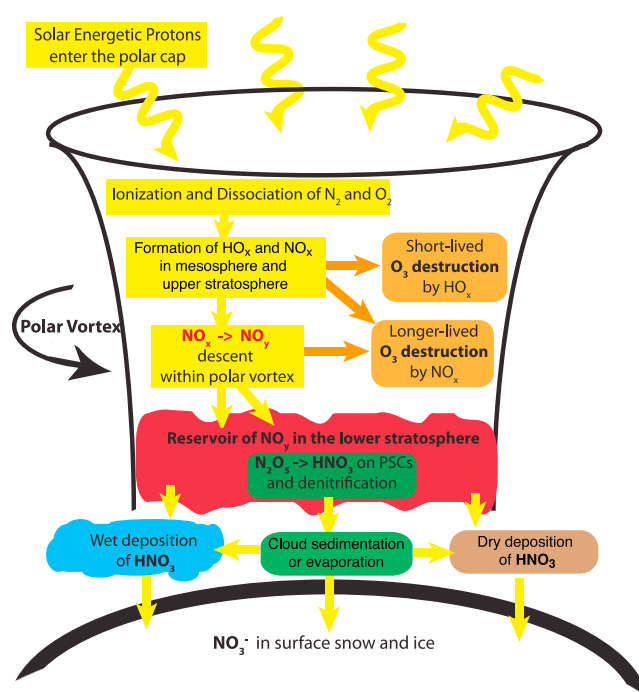 Solar Energetic Protons
enter the polar cap
Ionization and Dissociation of N₂ and O₂
Formation of HOₓ and NOₓ
in mesosphere and
upper stratosphere
Short-lived
O₃ destruction
by HOₓ
Polar Vortex
NOₓ -> NOᵧ
descent
within polar vortex
Longer-lived
O₃ destruction
by NOₓ
Reservoir of NOᵧ in the lower stratosphere
N₂O₅ -> HNO₃ on PSCs
and denitrification
Wet deposition
of HNO₃
Cloud sedimentation
or evaporation
Dry deposition
of HNO₃
NO₃⁻ in surface snow and ice